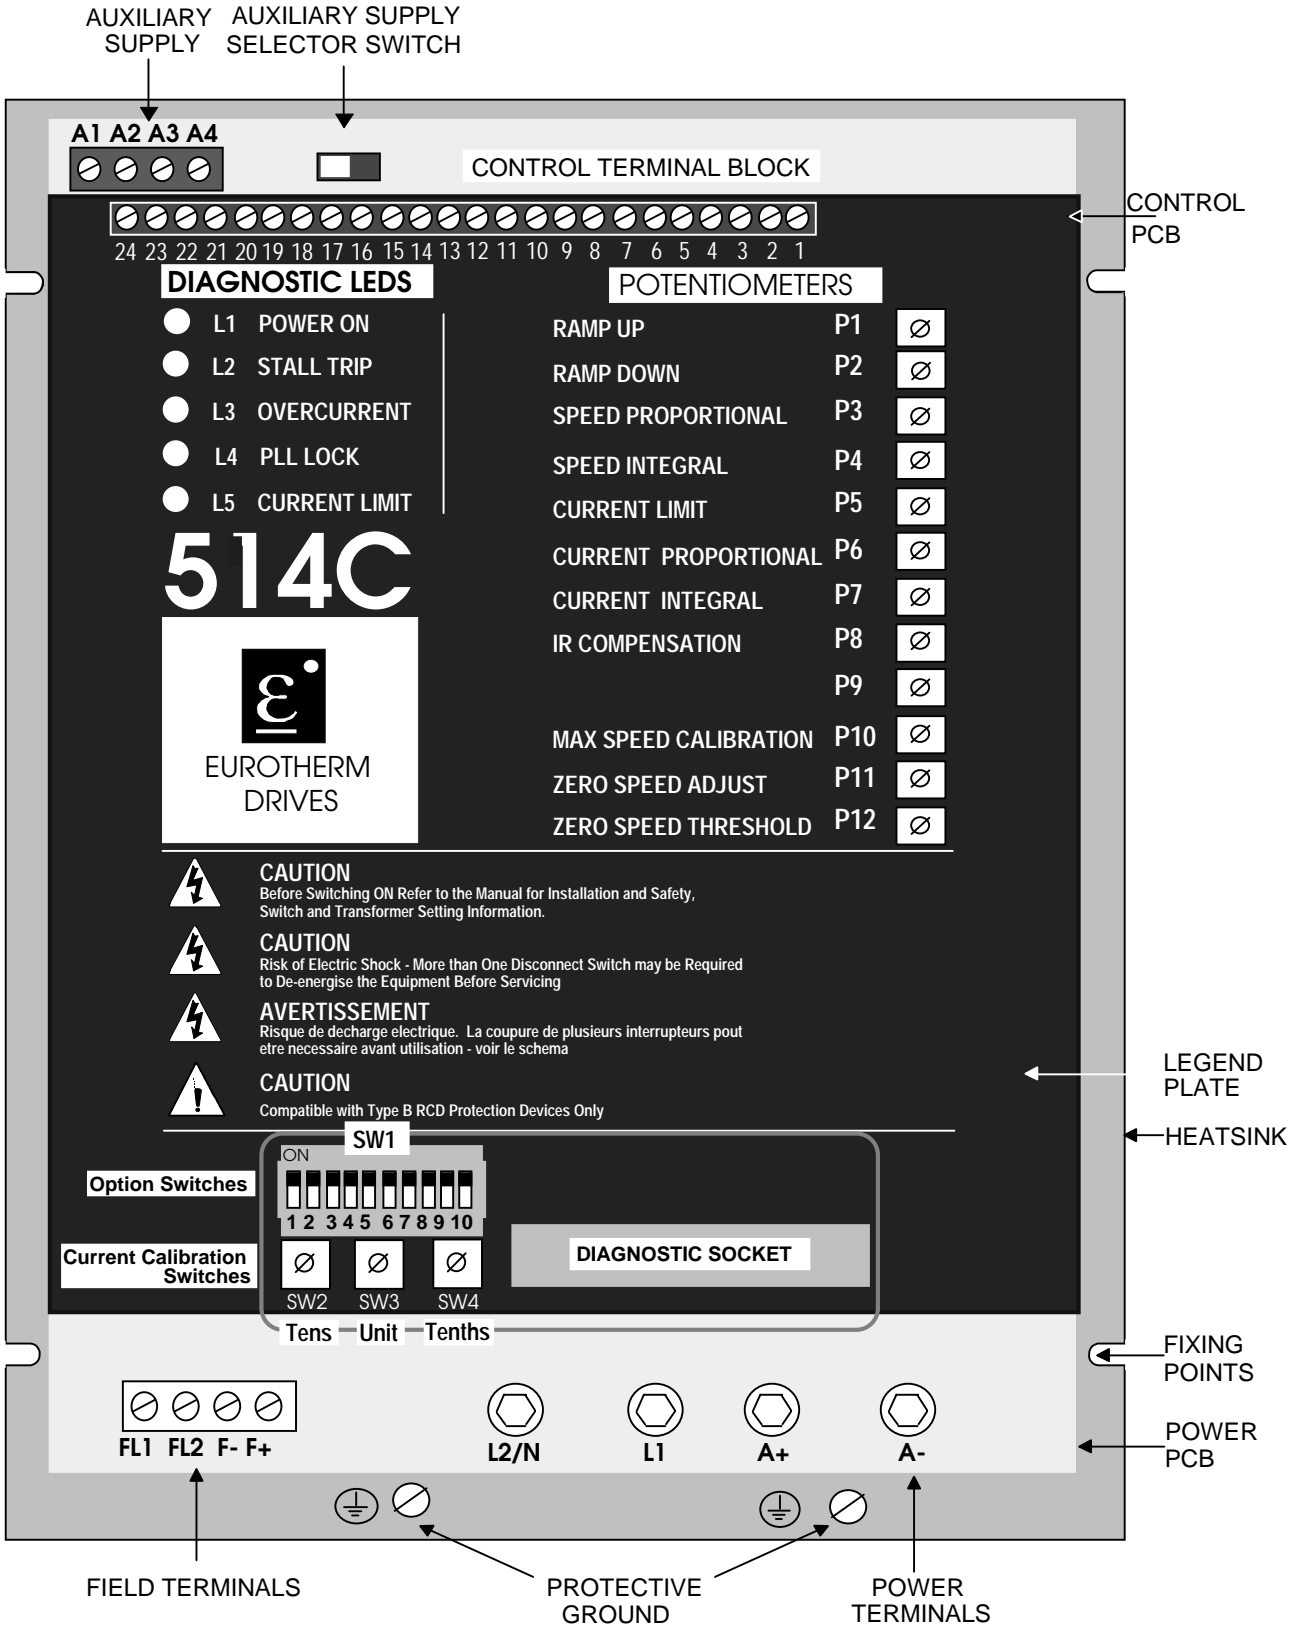 AUXILIARY SUPPLY
AUXILIARY SUPPLY SELECTOR SWITCH
A1 A2 A3 A4
CONTROL TERMINAL BLOCK
CONTROL PCB
24 23 22 21 20 19 18 17 16 15 14 13 12 11 10 9 8 7 6 5 4 3 2 1
DIAGNOSTIC LEDS
L1 POWER ON
L2 STALL TRIP
L3 OVERCURRENT
L4 PLL LOCK
L5 CURRENT LIMIT
514C
ε
EUROTHERM
DRIVES
POTENTIOMETERS
RAMP UP P1
RAMP DOWN P2
SPEED PROPORTIONAL P3
SPEED INTEGRAL P4
CURRENT LIMIT P5
CURRENT PROPORTIONAL P6
CURRENT INTEGRAL P7
IR COMPENSATION P8
P9
MAX SPEED CALIBRATION P10
ZERO SPEED ADJUST P11
ZERO SPEED THRESHOLD P12
CAUTION
Before Switching ON Refer to the Manual for Installation and Safety,
Switch and Transformer Setting Information.
CAUTION
Risk of Electric Shock - More than One Disconnect Switch may be Required
to De-energise the Equipment Before Servicing
AVERTISSEMENT
Risque de decharge electrique. La coupure de plusieurs interrupteurs pout
etre necessaire avant utilisation - voir le schema
CAUTION
Compatible with Type B RCD Protection Devices Only
LEGEND
PLATE
HEATSINK
SW1
ON
Option Switches
1 2 3 4 5 6 7 8 9 10
Current Calibration
Switches
SW2 SW3 SW4
Tens Unit Tenths
DIAGNOSTIC SOCKET
FIXING
POINTS
POWER
PCB
FL1 FL2 F- F+
L2/N L1 A+ A-
FIELD TERMINALS
PROTECTIVE
GROUND
POWER
TERMINALS